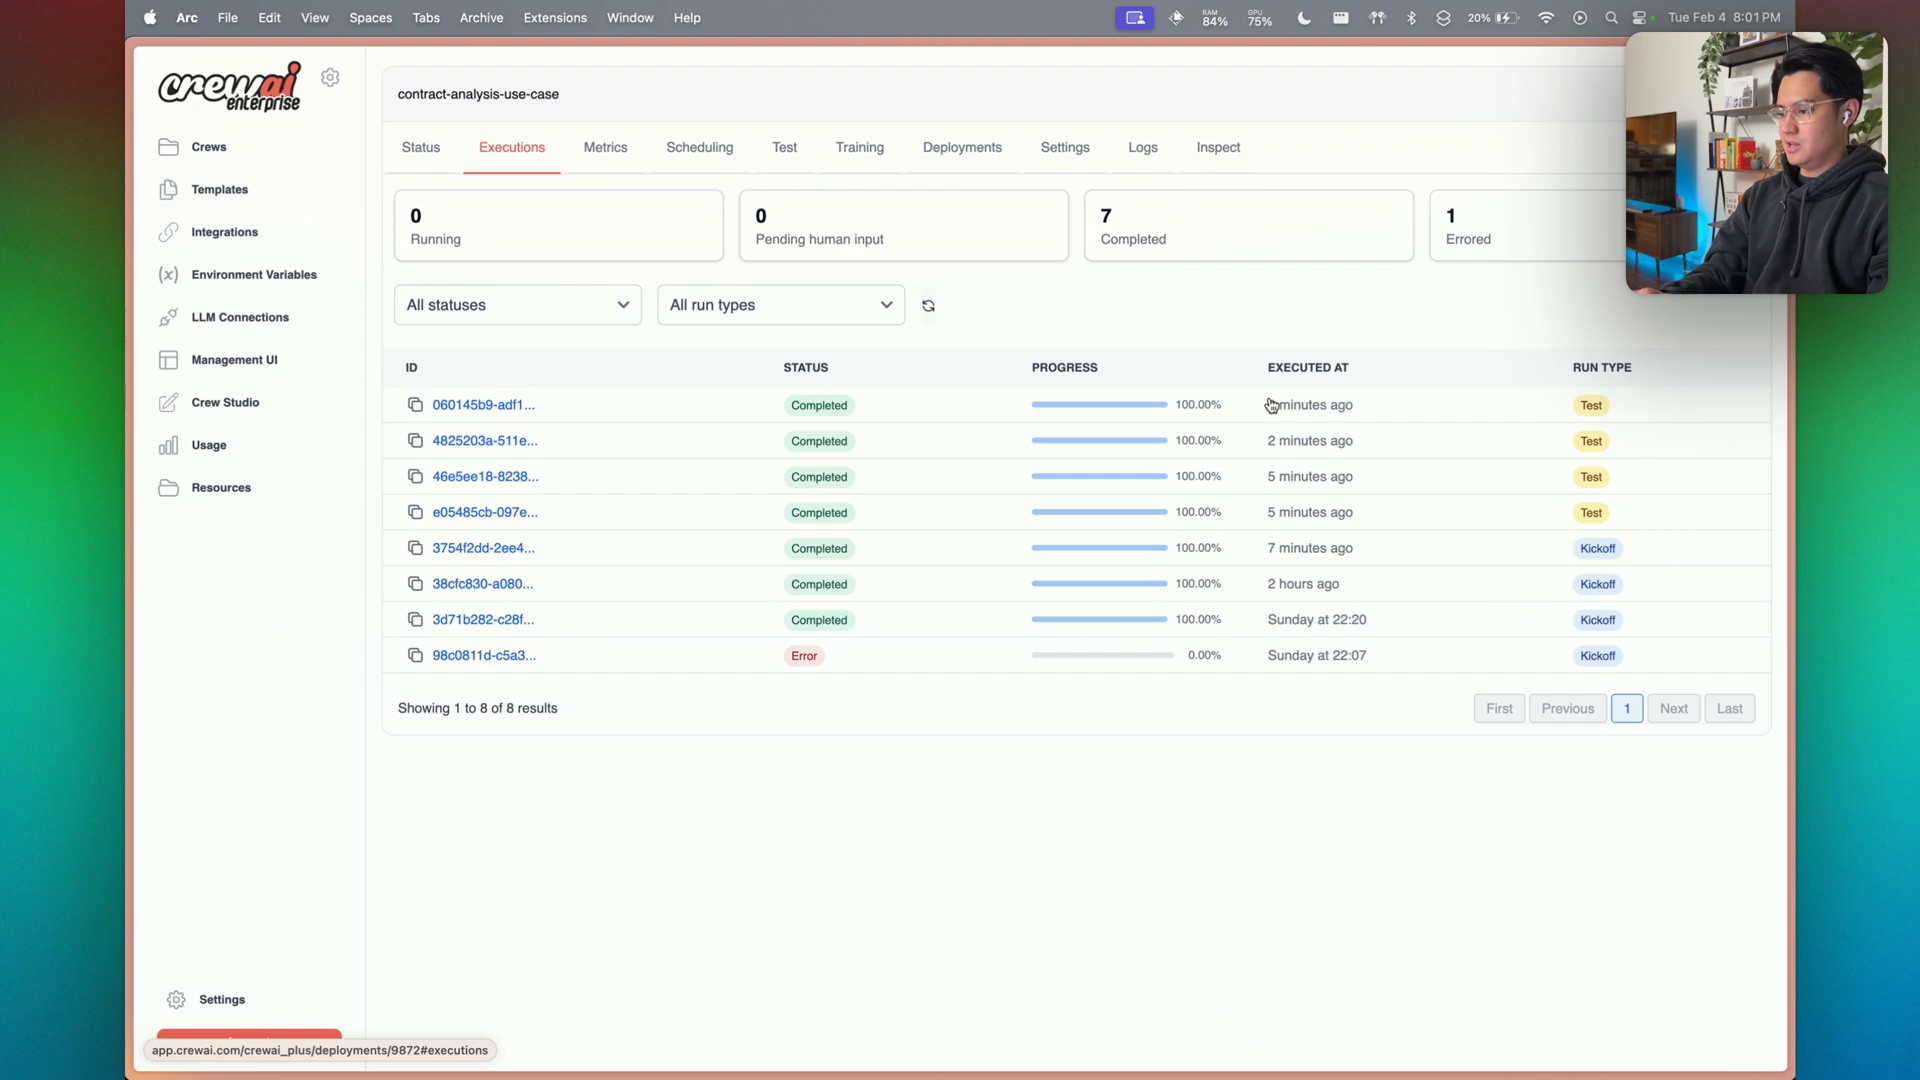 Arc File Edit View Spaces Tabs Archive Extensions Window Help RAM 84% GPU 75% 20% Tue Feb 4 8:01 PM
crewai
enterprise
contract-analysis-use-case
Crews
Templates
Integrations
Environment Variables
LLM Connections
Management UI
Crew Studio
Usage
Resources
Settings
Status Executions Metrics Scheduling Test Training Deployments Settings Logs Inspect
0 0 7 1
Running Pending human input Completed Errored
All statuses All run types
ID STATUS PROGRESS EXECUTED AT RUN TYPE
060145b9-adf1... Completed 100.00% minutes ago Test
4825203a-511e... Completed 100.00% 2 minutes ago Test
46e5ee18-8238... Completed 100.00% 5 minutes ago Test
e05485cb-097e... Completed 100.00% 5 minutes ago Test
3754f2dd-2ee4... Completed 100.00% 7 minutes ago Kickoff
38cfc830-a080... Completed 100.00% 2 hours ago Kickoff
3d71b282-c28f... Completed 100.00% Sunday at 22:20 Kickoff
98c0811d-c5a3... Error 0.00% Sunday at 22:07 Kickoff
Showing 1 to 8 of 8 results First Previous 1 Next Last
app.crewai.com/crewai_plus/deployments/9872#executions